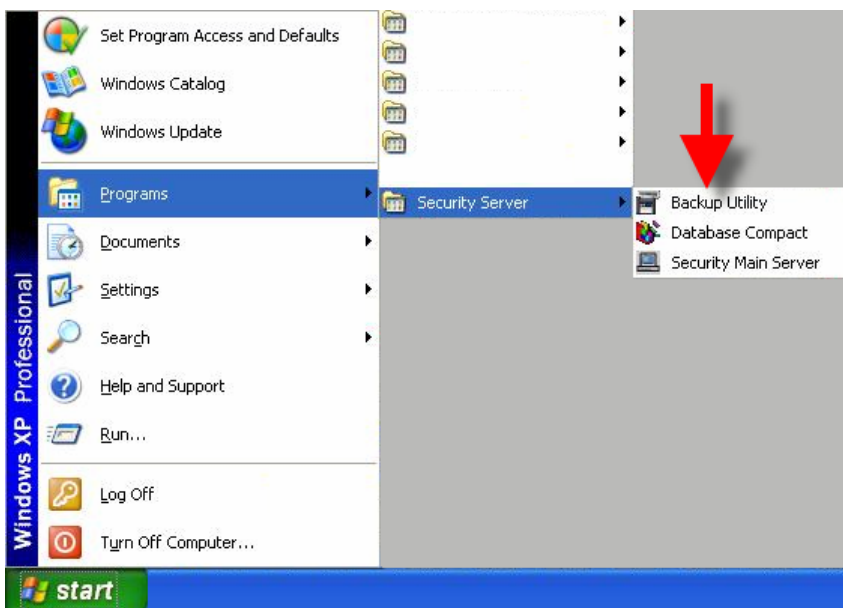 Set Program Access and Defaults
Windows Catalog
Windows Update
Programs
Documents
Settings
Search
Help and Support
Run...
Log Off
Turn Off Computer...
Security Server
Backup Utility
Database Compact
Security Main Server
Windows XP Professional
start